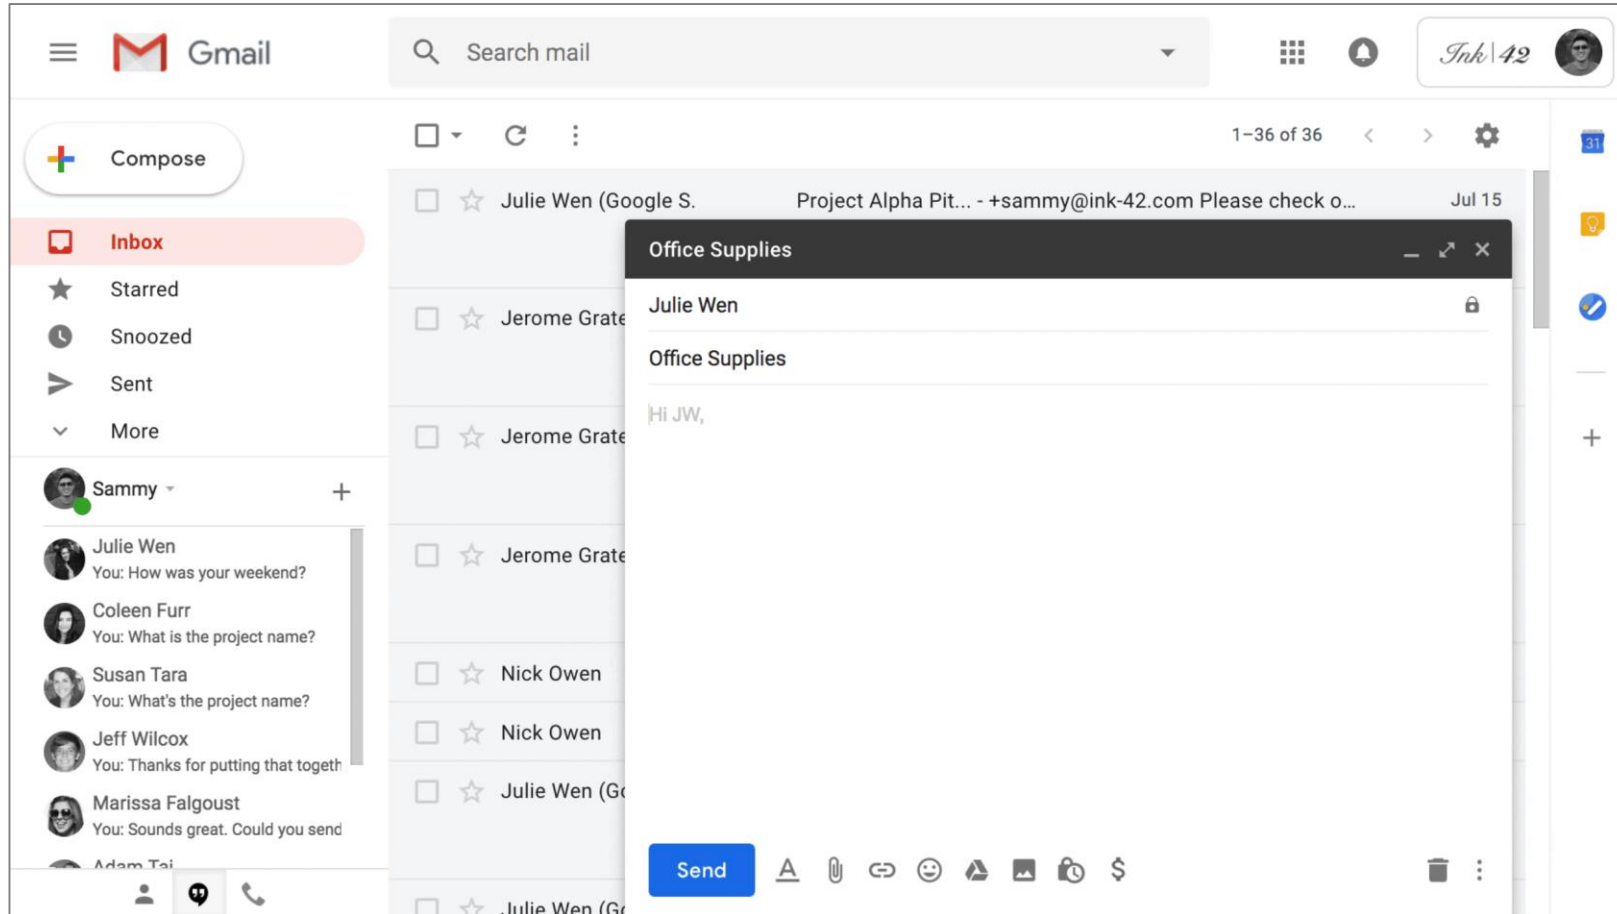 Gmail
Search mail
Ink|42
Compose
1–36 of 36
31
Inbox
Starred
Snoozed
Sent
More
Sammy
Julie Wen
You: How was your weekend?
Coleen Furr
You: What is the project name?
Susan Tara
You: What's the project name?
Jeff Wilcox
You: Thanks for putting that togeth
Marissa Falgoust
You: Sounds great. Could you send
Adam Tai
Julie Wen (Google S. Project Alpha Pit... - +sammy@ink-42.com Please check o... Jul 15
Jerome Grate
Jerome Grate
Jerome Grate
Nick Owen
Nick Owen
Julie Wen (Go
Julie Wen (Go
Office Supplies
Julie Wen
Office Supplies
Hi JW,
Send